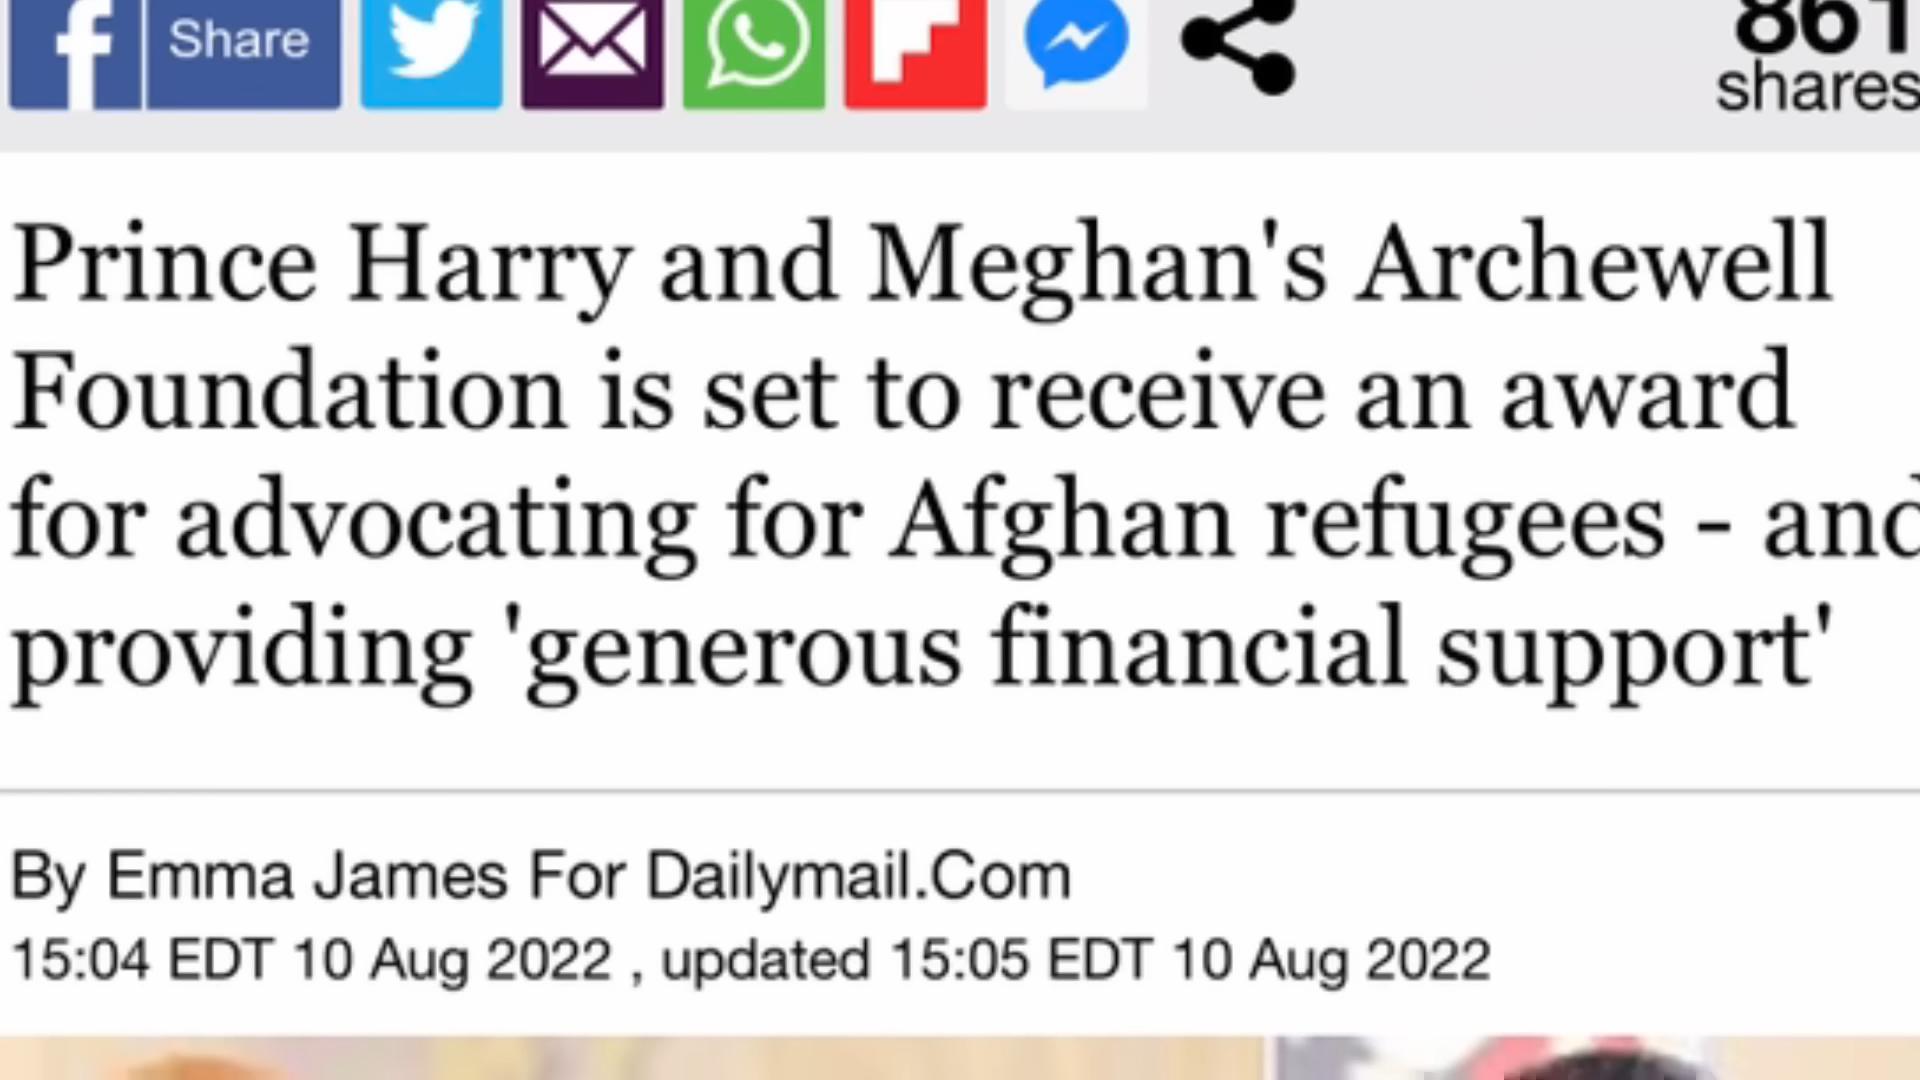 Share
861
shares
Prince Harry and Meghan's Archewell
Foundation is set to receive an award
for advocating for Afghan refugees - and
providing 'generous financial support'
By Emma James For Dailymail.Com
15:04 EDT 10 Aug 2022 , updated 15:05 EDT 10 Aug 2022